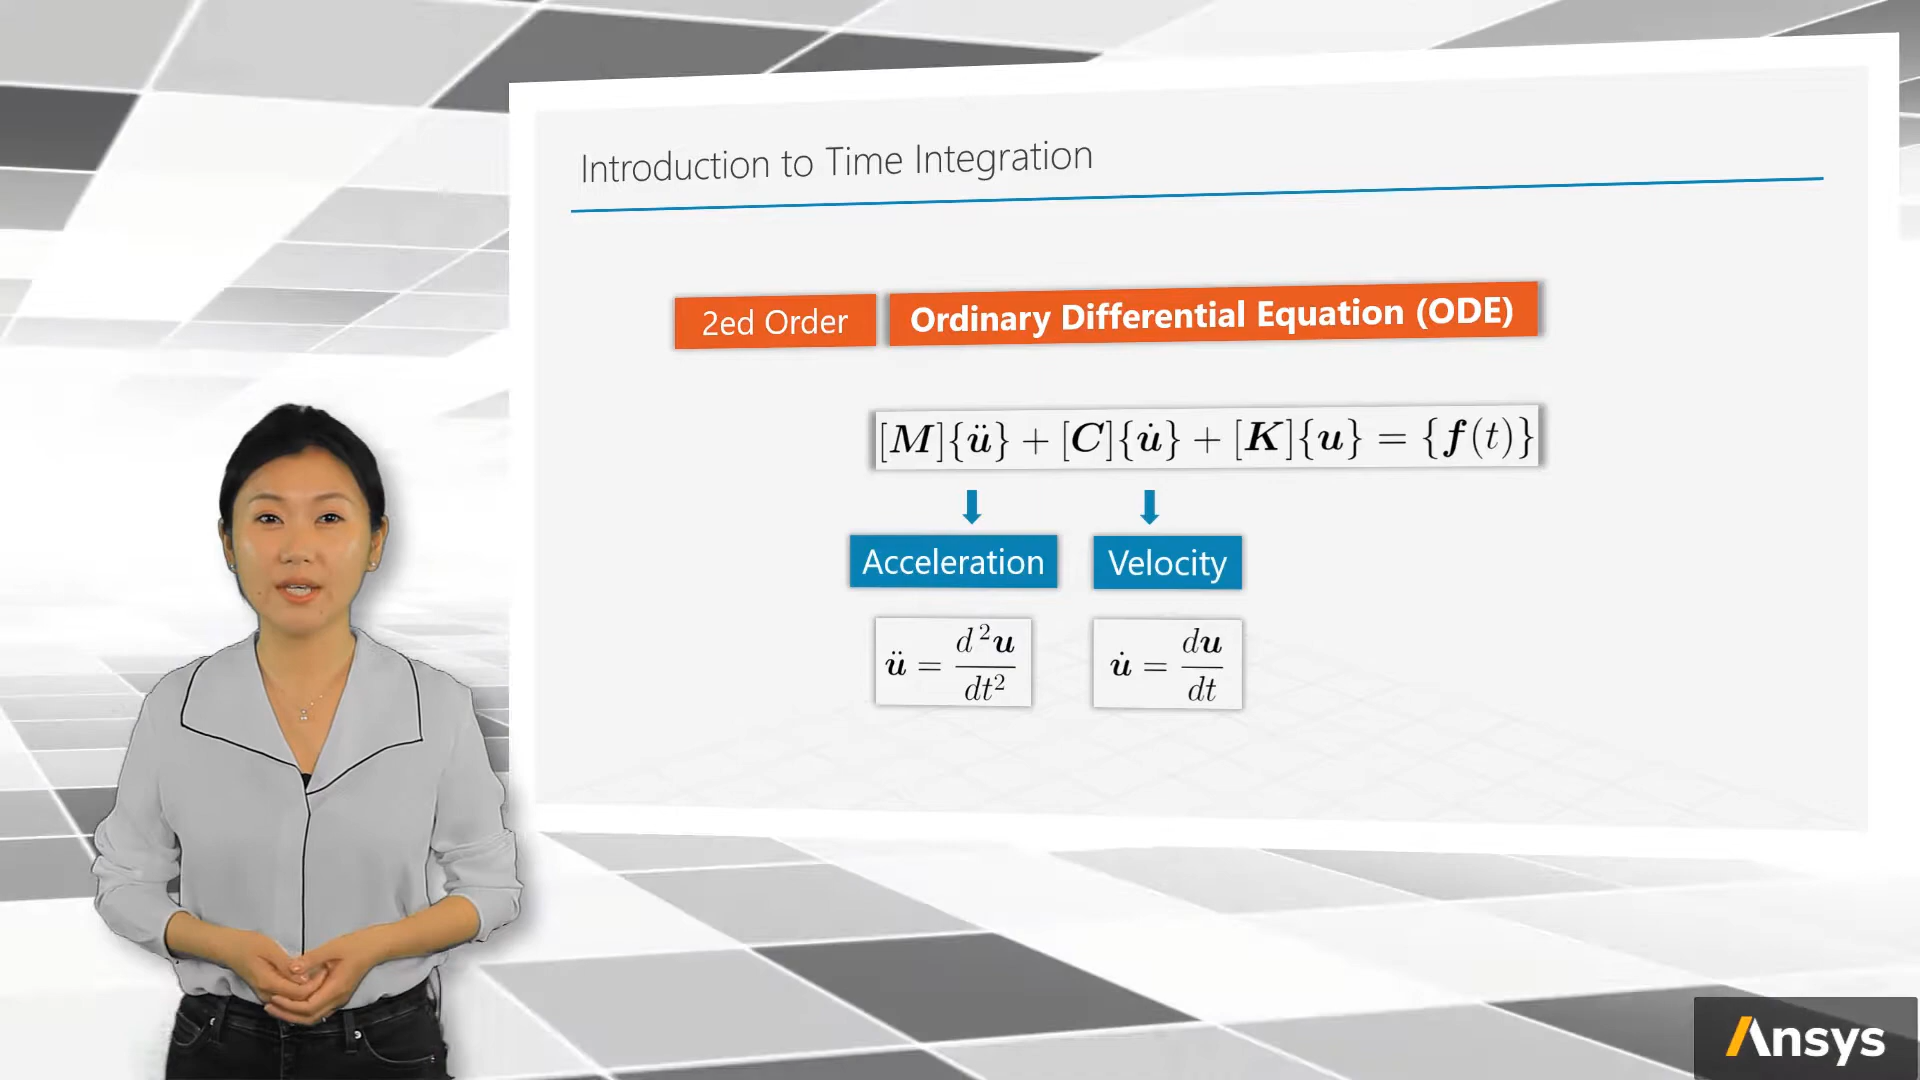 Introduction to Time Integration
2ed Order Ordinary Differential Equation (ODE)
[M]{ü} + [C]{u̇} + [K]{u} = {f(t)}
Acceleration Velocity
ü = d²u/dt² u̇ = du/dt
Ansys